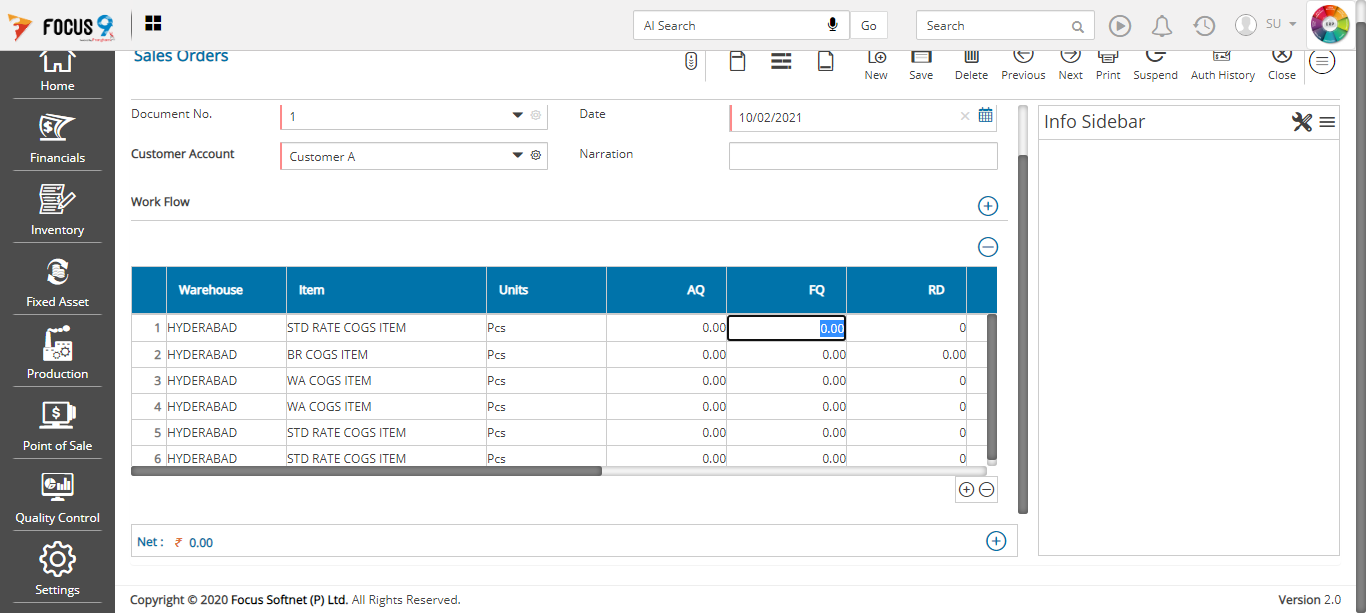 FOCUS 9
AI Search
Go
Search
SU
Sales Orders
New
Save
Delete
Previous
Next
Print
Suspend
Auth History
Close
Home
Financials
Inventory
Fixed Asset
Production
Point of Sale
Quality Control
Settings
Document No. 1 Date 10/02/2021
Customer Account Customer A Narration
Work Flow
Warehouse Item Units AQ FQ RD
1 HYDERABAD STD RATE COGS ITEM Pcs 0.00 0.00 0
2 HYDERABAD BR COGS ITEM Pcs 0.00 0.00 0.00
3 HYDERABAD WA COGS ITEM Pcs 0.00 0.00 0
4 HYDERABAD WA COGS ITEM Pcs 0.00 0.00 0
5 HYDERABAD STD RATE COGS ITEM Pcs 0.00 0.00 0
6 HYDERABAD STD RATE COGS ITEM Pcs 0.00 0.00 0
Net : ₹ 0.00
Info Sidebar
Copyright © 2020 Focus Softnet (P) Ltd. All Rights Reserved.
Version 2.0